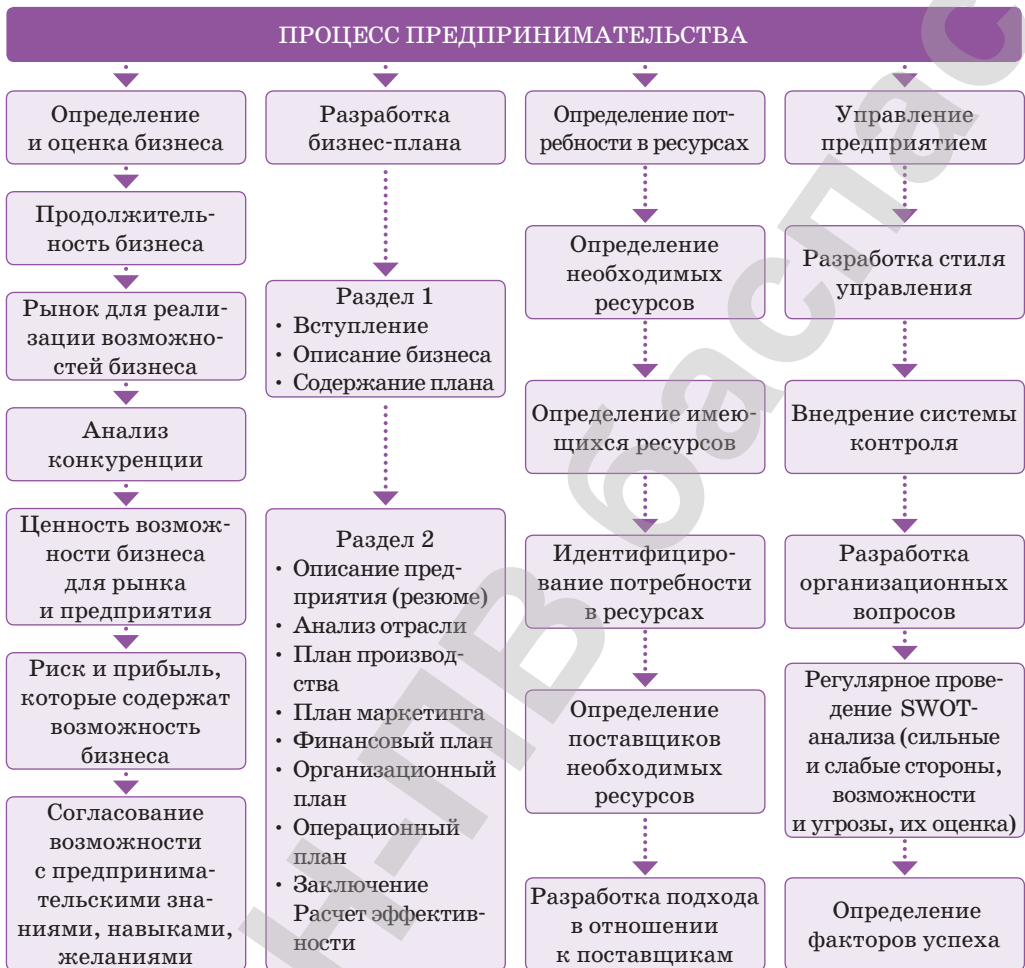 ПРОЦЕСС ПРЕДПРИНИМАТЕЛЬСТВА
Определение
и оценка бизнеса
Продолжитель-
ность бизнеса
Рынок для реали-
зации возможно-
стей бизнеса
Анализ
конкуренции
Ценность возмож-
ности бизнеса
для рынка
и предприятия
Риск и прибыль,
которые содержат
возможность
бизнеса
Согласование
возможности
с предпринима-
тельскими зна-
ниями, навыками,
желаниями
Разработка
бизнес-плана
Раздел 1
• Вступление
• Описание бизнеса
• Содержание плана
Раздел 2
• Описание пред-
приятия (резюме)
• Анализ отрасли
• План производ-
ства
• План маркетинга
• Финансовый план
• Организационный
план
• Операционный
план
• Заключение
Расчет эффектив-
ности
Определение пот-
ребности в ресурсах
Определение
необходимых
ресурсов
Определение имею-
щихся ресурсов
Идентифициро-
вание потребности
в ресурсах
Определение
поставщиков
необходимых
ресурсов
Разработка подхода
в отношении
к поставщикам
Управление
предприятием
Разработка стиля
управления
Внедрение системы
контроля
Разработка
организационных
вопросов
Регулярное прове-
дение SWOT-
анализа (сильные
и слабые стороны,
возможности
и угрозы, их оценка)
Определение
факторов успеха